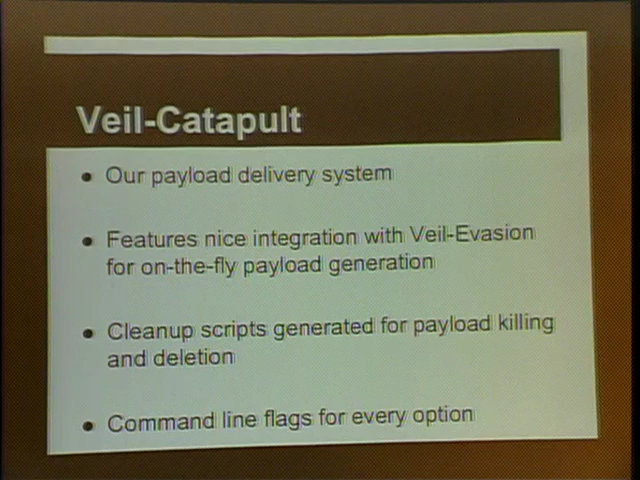 Veil-Catapult
• Our payload delivery system
• Features nice integration with Veil-Evasion
for on-the-fly payload generation
• Cleanup scripts generated for payload killing
and deletion
• Command line flags for every option